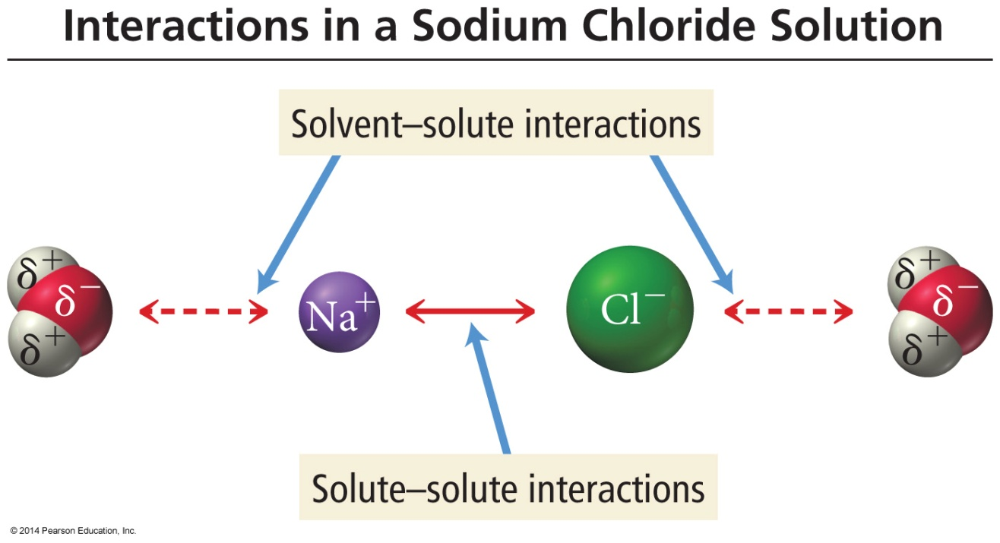 Interactions in a Sodium Chloride Solution
Solvent–solute interactions
δ+
δ−
δ+
Na+
Cl−
δ+
δ−
δ+
Solute–solute interactions
© 2014 Pearson Education, Inc.